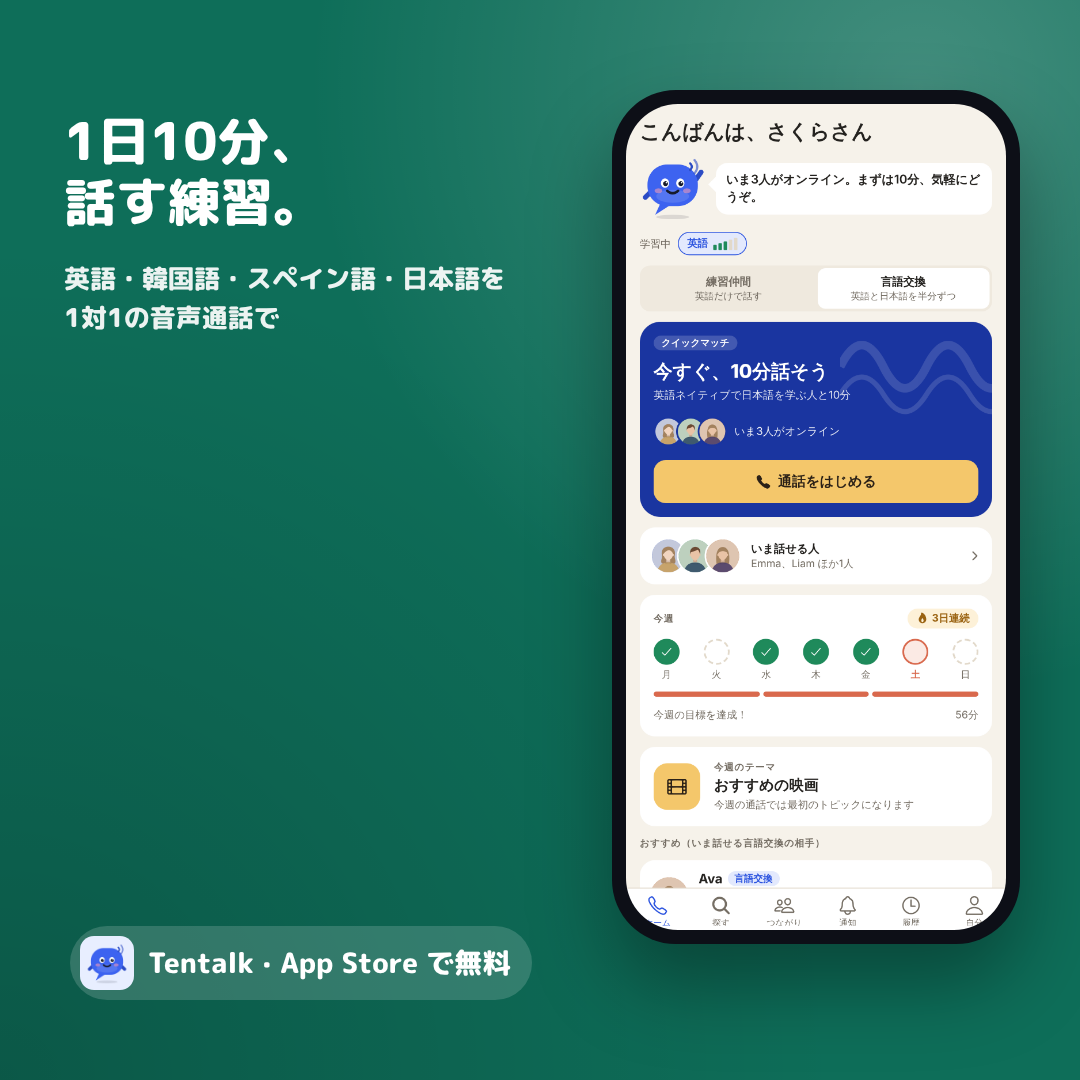 1日10分、
話す練習。
英語・韓国語・スペイン語・日本語を
1対1の音声通話で
Tentalk・App Store で無料
こんばんは、さくらさん
いま3人がオンライン。まずは10分、気軽にど
うぞ。
学習中 英語
練習仲間
英語だけで話す
言語交換
英語と日本語を半分ずつ
クイックマッチ
今すぐ、10分話そう
英語ネイティブで日本語を学ぶ人と10分
いま3人がオンライン
通話をはじめる
いま話せる人
Emma、Liam ほか1人
今週 3日連続
月 火 水 木 金 土 日
今週の目標を達成！ 56分
今週のテーマ
おすすめの映画
今週の通話では最初のトピックになります
おすすめ（いま話せる言語交換の相手）
Ava 言語交換
ホーム 探す つながり 通知 履歴 自分